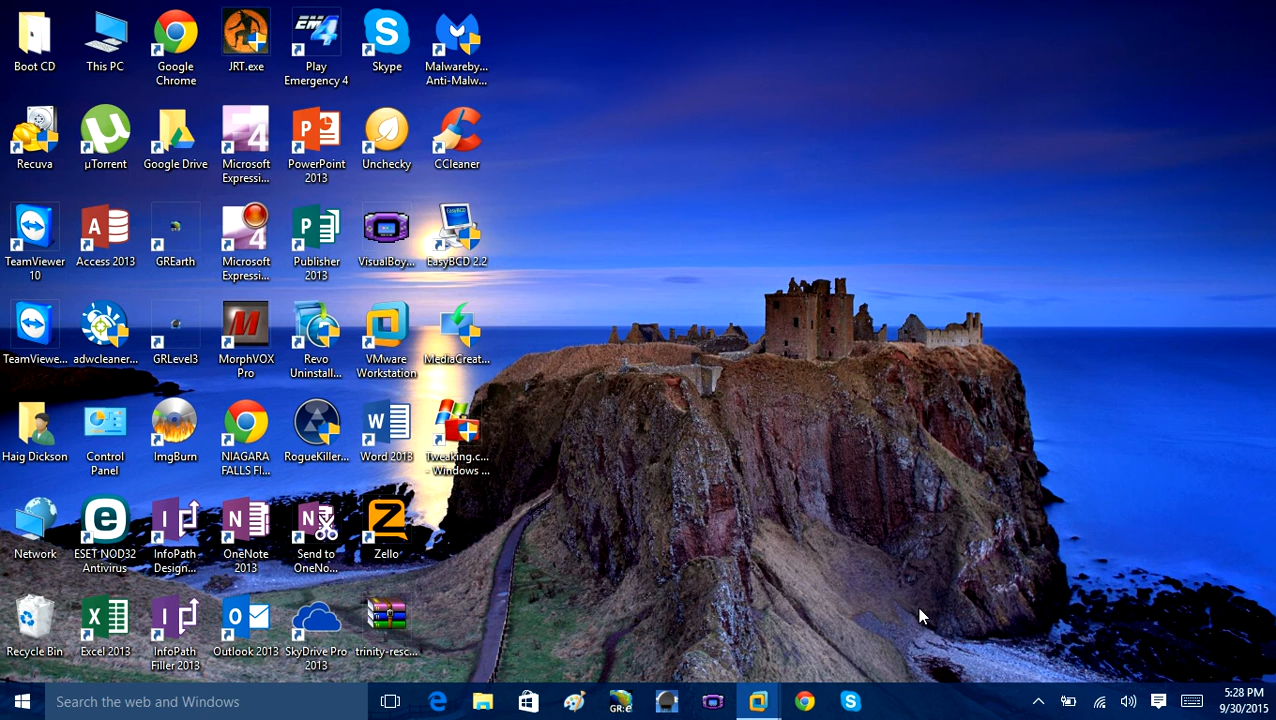 Boot CD
This PC
Google
Chrome
JRT.exe
EM4
Play
Emergency 4
Skype
Malwareby...
Anti-Malw...
Recuva
µTorrent
Google Drive
4
Microsoft
Expressi...
P
PowerPoint
2013
Unchecky
CCleaner
TeamViewer
10
A
Access 2013
GREarth
4
Microsoft
Expressi...
P
Publisher
2013
VisualBoy...
EasyBCD
EasyBCD 2.2
TeamViewe...
adwcleaner...
GRLevel3
M
MorphVOX
Pro
Revo
Uninstall...
VMware
Workstation
MediaCreat...
Haig Dickson
Control
Panel
ImgBurn
NIAGARA
FALLS Fl...
RogueKiller...
W
Word 2013
Tweaking.c...
- Windows ...
Network
e
ESET NOD32
Antivirus
I
InfoPath
Design...
N
OneNote
2013
N
Send to
OneNo...
Z
Zello
Recycle Bin
X
Excel 2013
I
InfoPath
Filler 2013
O
Outlook 2013
SkyDrive Pro
2013
trinity-resc...
Search the web and Windows
GR:e
5:28 PM
9/30/2015